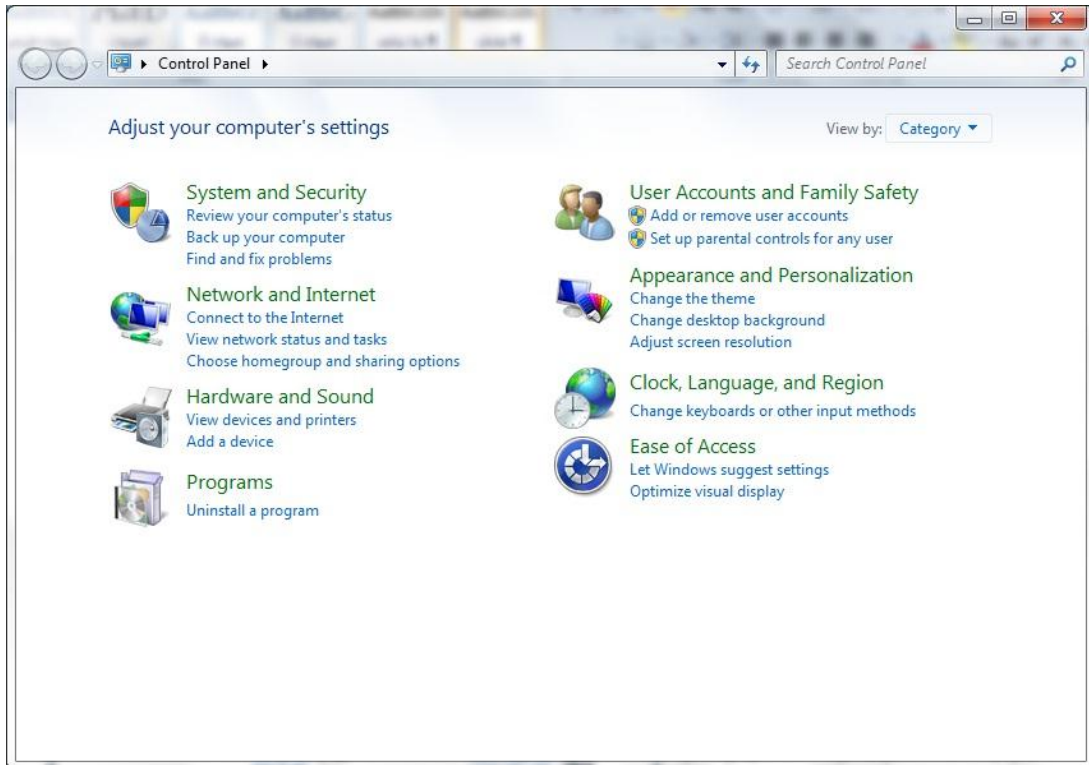 Control Panel
Search Control Panel
Adjust your computer's settings
View by: Category
System and Security
Review your computer's status
Back up your computer
Find and fix problems
Network and Internet
Connect to the Internet
View network status and tasks
Choose homegroup and sharing options
Hardware and Sound
View devices and printers
Add a device
Programs
Uninstall a program
User Accounts and Family Safety
Add or remove user accounts
Set up parental controls for any user
Appearance and Personalization
Change the theme
Change desktop background
Adjust screen resolution
Clock, Language, and Region
Change keyboards or other input methods
Ease of Access
Let Windows suggest settings
Optimize visual display